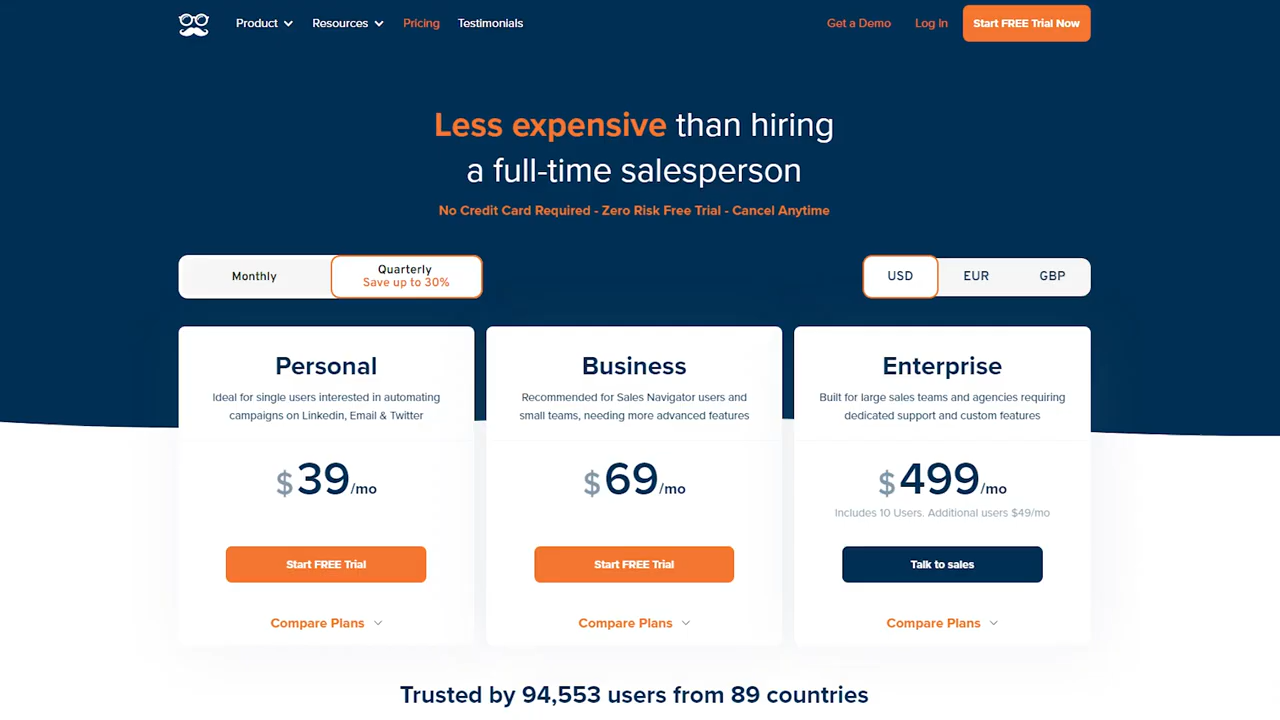 Product
Resources
Pricing
Testimonials
Get a Demo
Log In
Start FREE Trial Now
Less expensive than hiring
a full-time salesperson
No Credit Card Required - Zero Risk Free Trial - Cancel Anytime
Monthly
Quarterly
Save up to 30%
USD
EUR
GBP
Personal
Ideal for single users interested in automating
campaigns on Linkedin, Email & Twitter
$39/mo
Start FREE Trial
Compare Plans
Business
Recommended for Sales Navigator users and
small teams, needing more advanced features
$69/mo
Start FREE Trial
Compare Plans
Enterprise
Built for large sales teams and agencies requiring
dedicated support and custom features
$499/mo
Includes 10 Users. Additional users $49/mo
Talk to sales
Compare Plans
Trusted by 94,553 users from 89 countries